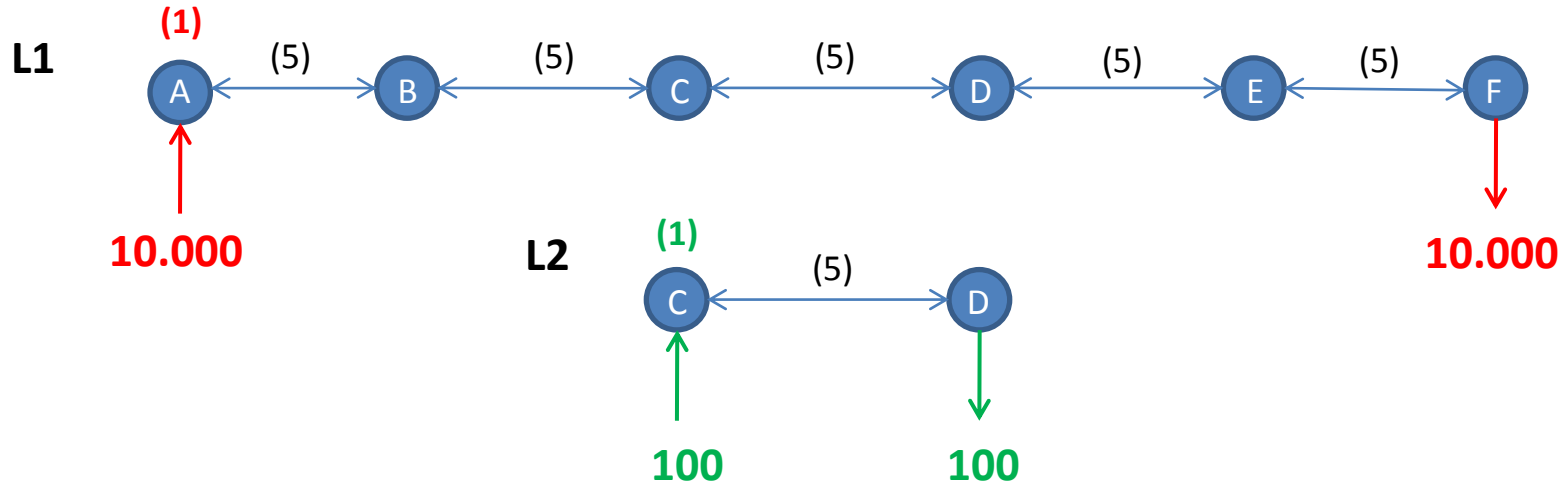 (1)
L1 (5) (5) (5) (5) (5)
A B C D E F
10.000 (1) 10.000
L2 (5)
C D
100 100